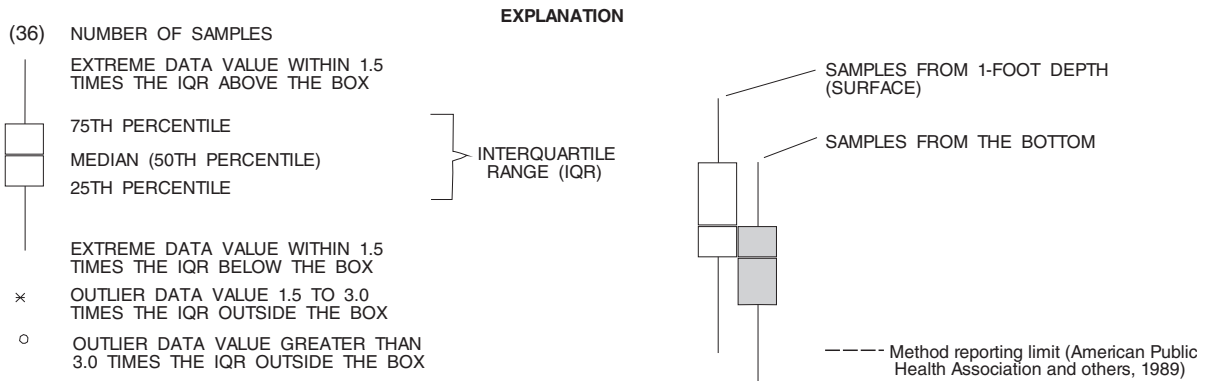 EXPLANATION
(36) NUMBER OF SAMPLES
EXTREME DATA VALUE WITHIN 1.5
TIMES THE IQR ABOVE THE BOX
75TH PERCENTILE
MEDIAN (50TH PERCENTILE)
25TH PERCENTILE
INTERQUARTILE
RANGE (IQR)
EXTREME DATA VALUE WITHIN 1.5
TIMES THE IQR BELOW THE BOX
OUTLIER DATA VALUE 1.5 TO 3.0
TIMES THE IQR OUTSIDE THE BOX
OUTLIER DATA VALUE GREATER THAN
3.0 TIMES THE IQR OUTSIDE THE BOX
SAMPLES FROM 1-FOOT DEPTH
(SURFACE)
SAMPLES FROM THE BOTTOM
Method reporting limit (American Public
Health Association and others, 1989)